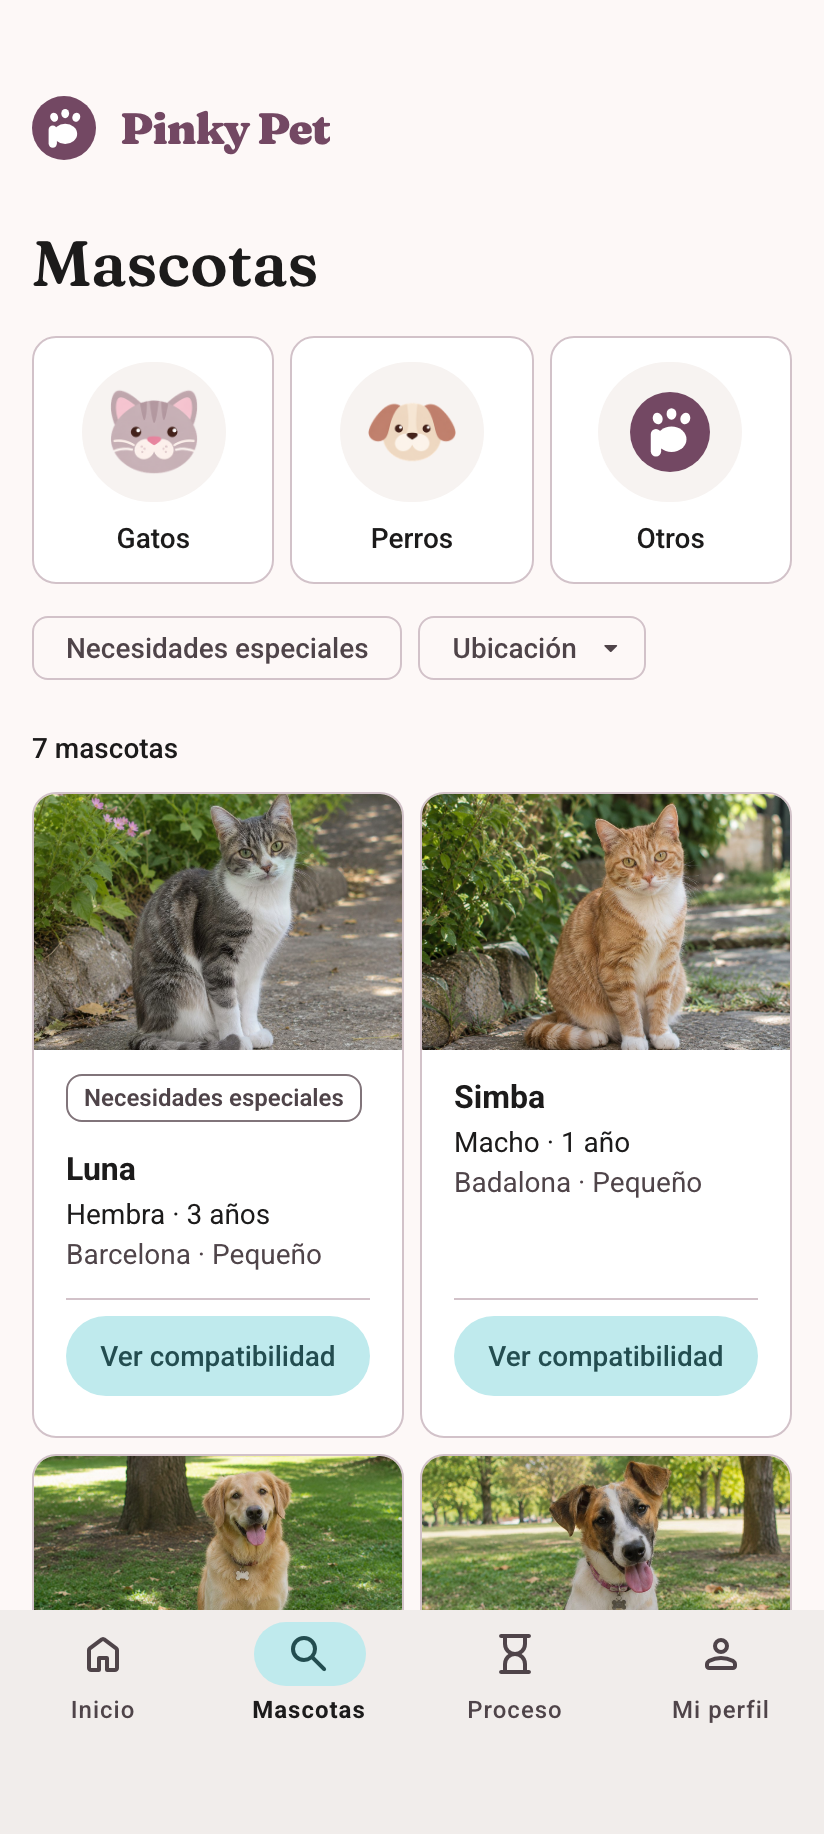 Pinky Pet
Mascotas
Gatos
Perros
Otros
Necesidades especiales
Ubicación
7 mascotas
Necesidades especiales
Luna
Hembra · 3 años
Barcelona · Pequeño
Ver compatibilidad
Simba
Macho · 1 año
Badalona · Pequeño
Ver compatibilidad
Inicio
Mascotas
Proceso
Mi perfil